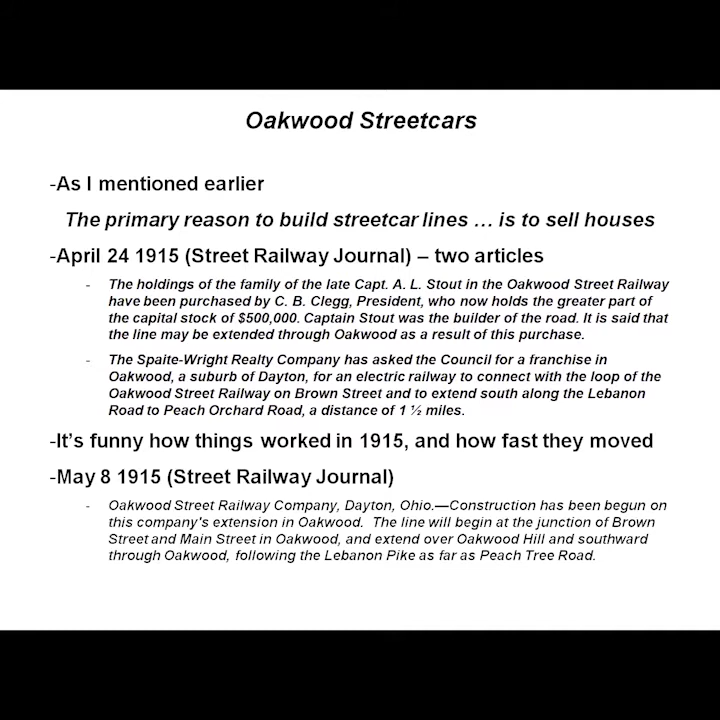 Oakwood Streetcars
-As I mentioned earlier
The primary reason to build streetcar lines … is to sell houses
-April 24 1915 (Street Railway Journal) – two articles
- The holdings of the family of the late Capt. A. L. Stout in the Oakwood Street Railway
have been purchased by C. B. Clegg, President, who now holds the greater part of
the capital stock of $500,000. Captain Stout was the builder of the road. It is said that
the line may be extended through Oakwood as a result of this purchase.
- The Spaite-Wright Realty Company has asked the Council for a franchise in
Oakwood, a suburb of Dayton, for an electric railway to connect with the loop of the
Oakwood Street Railway on Brown Street and to extend south along the Lebanon
Road to Peach Orchard Road, a distance of 1 ½ miles.
-It's funny how things worked in 1915, and how fast they moved
-May 8 1915 (Street Railway Journal)
- Oakwood Street Railway Company, Dayton, Ohio.—Construction has been begun on
this company's extension in Oakwood. The line will begin at the junction of Brown
Street and Main Street in Oakwood, and extend over Oakwood Hill and southward
through Oakwood, following the Lebanon Pike as far as Peach Tree Road.